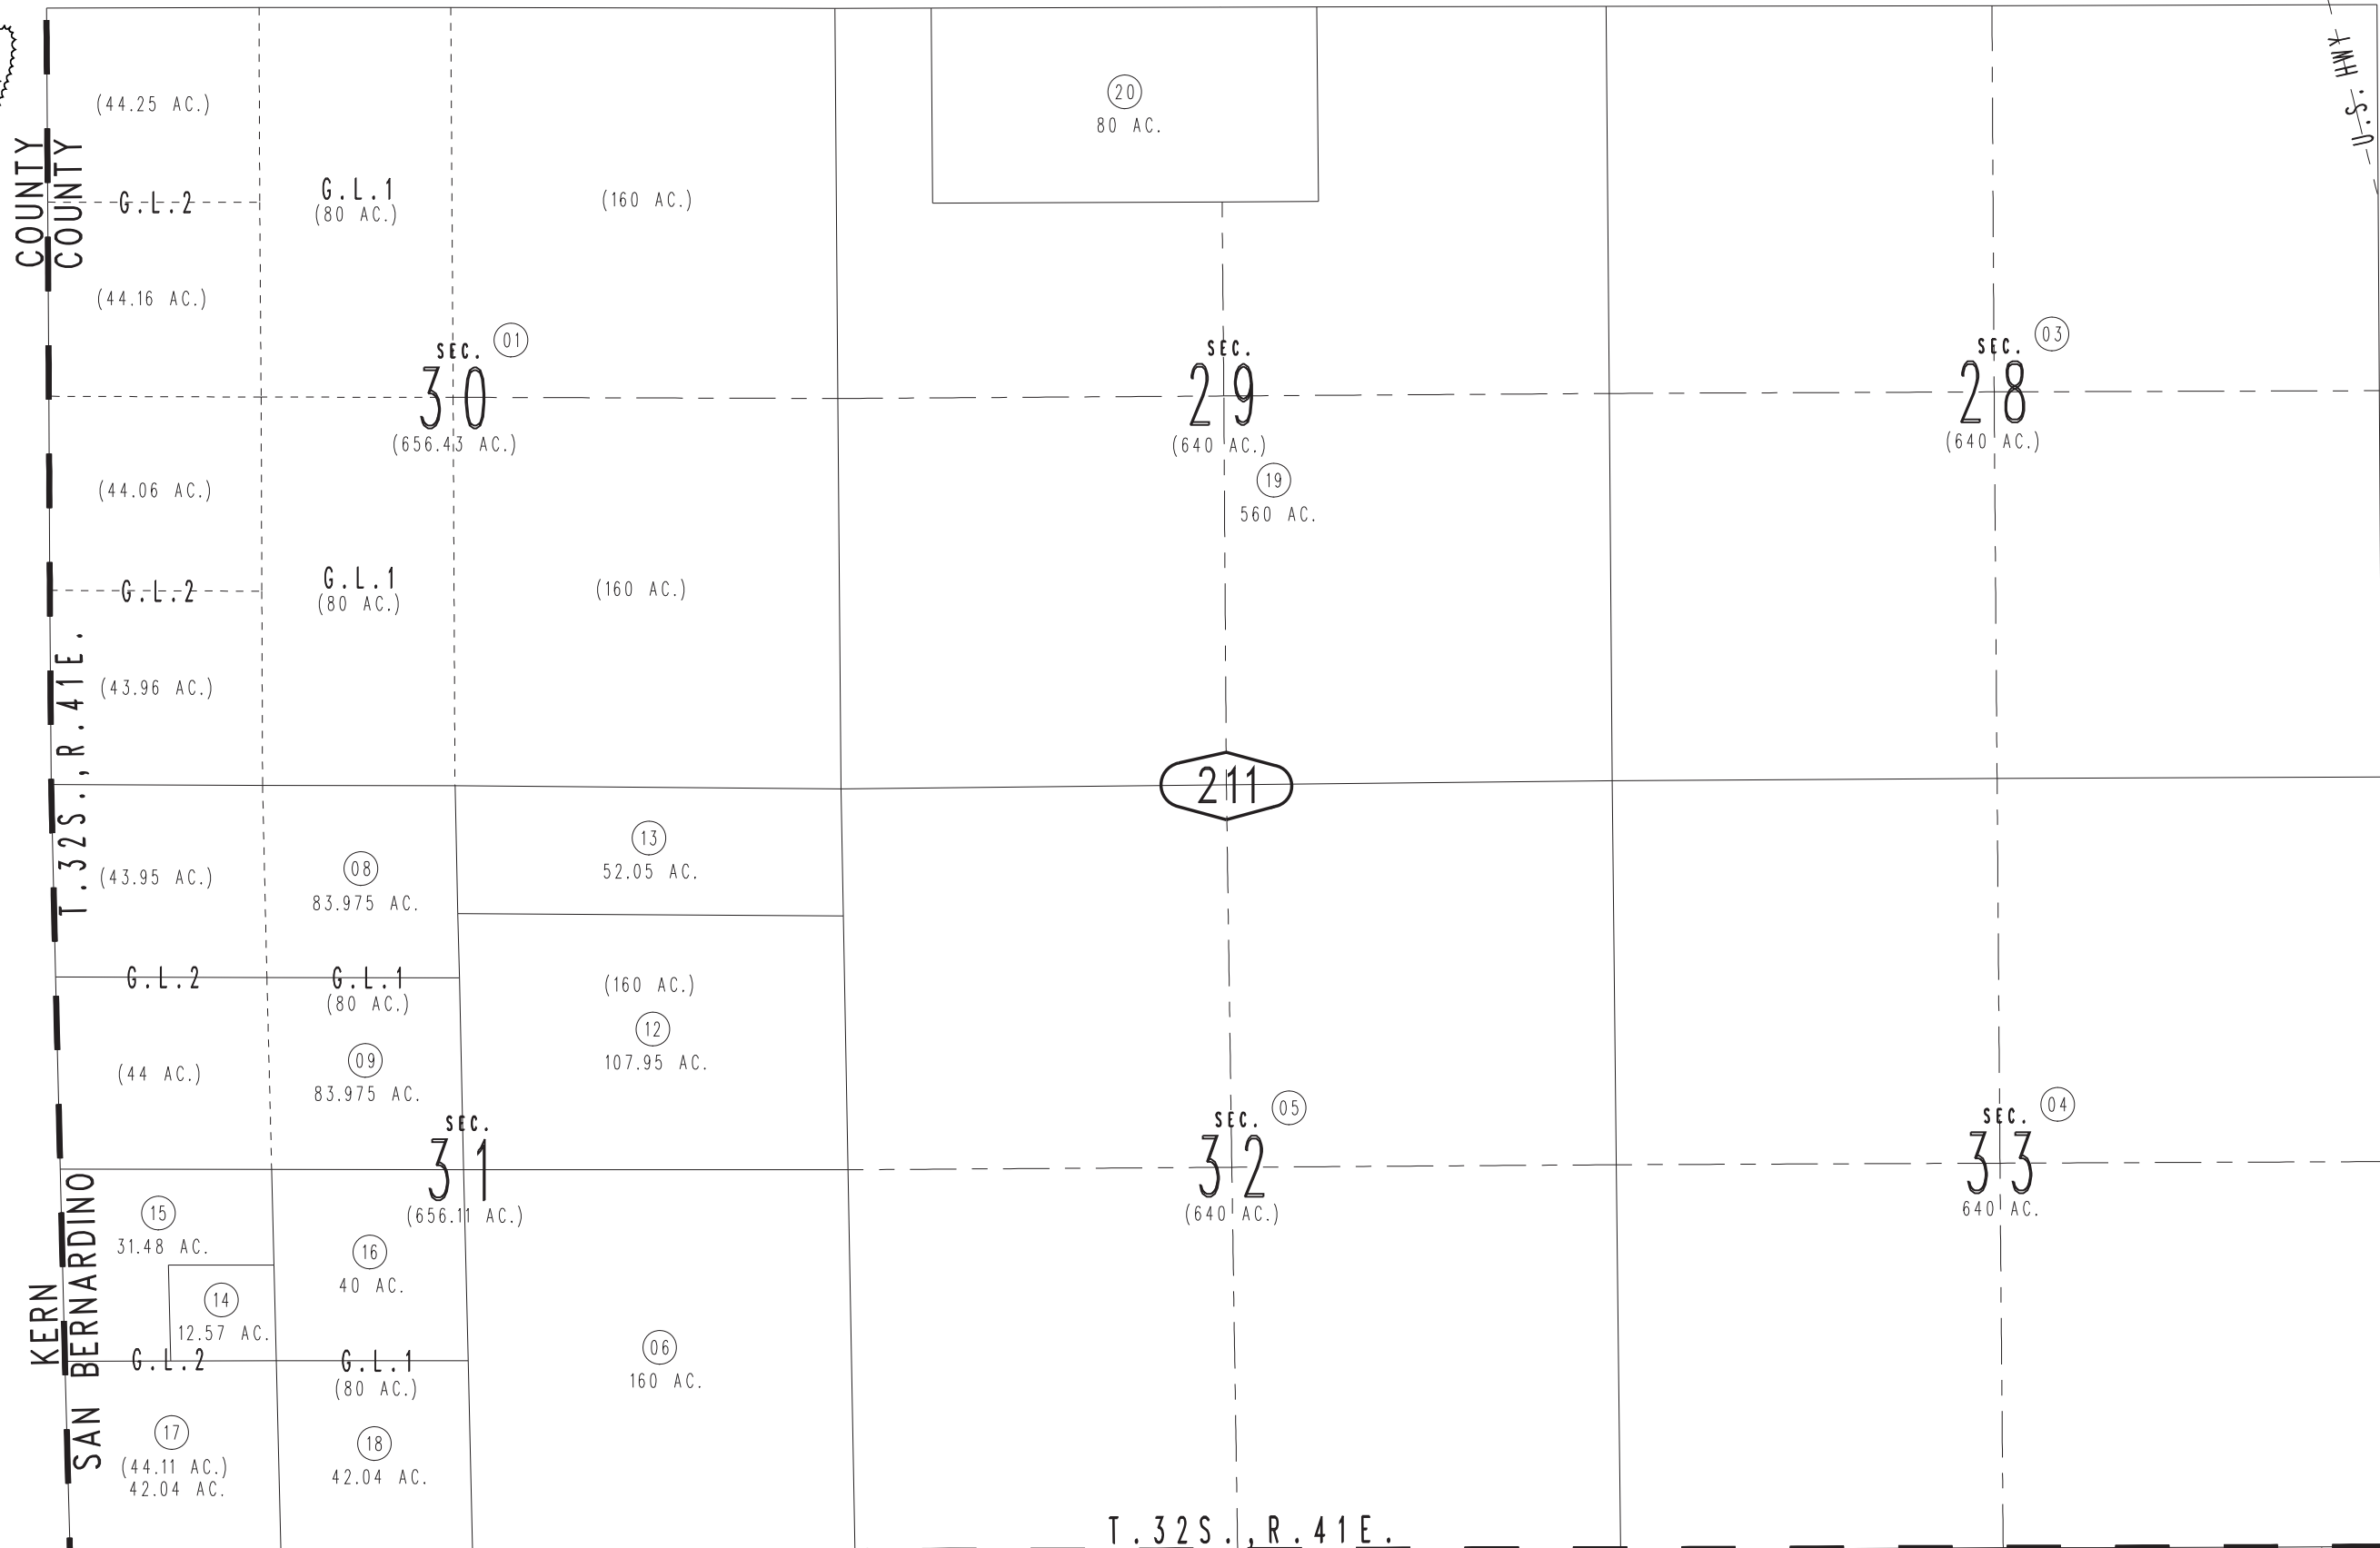 U.S. HWY
COUNTY
COUNTY
(44.25 AC.)
G.L.2
(44.16 AC.)
G.L.1
(80 AC.)
(160 AC.)
20
80 AC.
SEC. 01
30
(656.43 AC.)
SEC.
29
(640 AC.)
19
560 AC.
SEC. 03
28
(640 AC.)
(44.06 AC.)
G.L.2
(43.96 AC.)
G.L.1
(80 AC.)
(160 AC.)
T.32S.,R.41E.
211
(43.95 AC.)
08
83.975 AC.
13
52.05 AC.
G.L.2
G.L.1
(80 AC.)
(160 AC.)
12
107.95 AC.
(44 AC.)
09
83.975 AC.
SEC.
31
(656.11 AC.)
SEC. 05
32
(640 AC.)
SEC. 04
33
640 AC.
KERN
SAN BERNARDINO
15
31.48 AC.
14
12.57 AC.
16
40 AC.
G.L.2
G.L.1
(80 AC.)
06
160 AC.
17
(44.11 AC.)
42.04 AC.
18
42.04 AC.
T.32S.,R.41E.